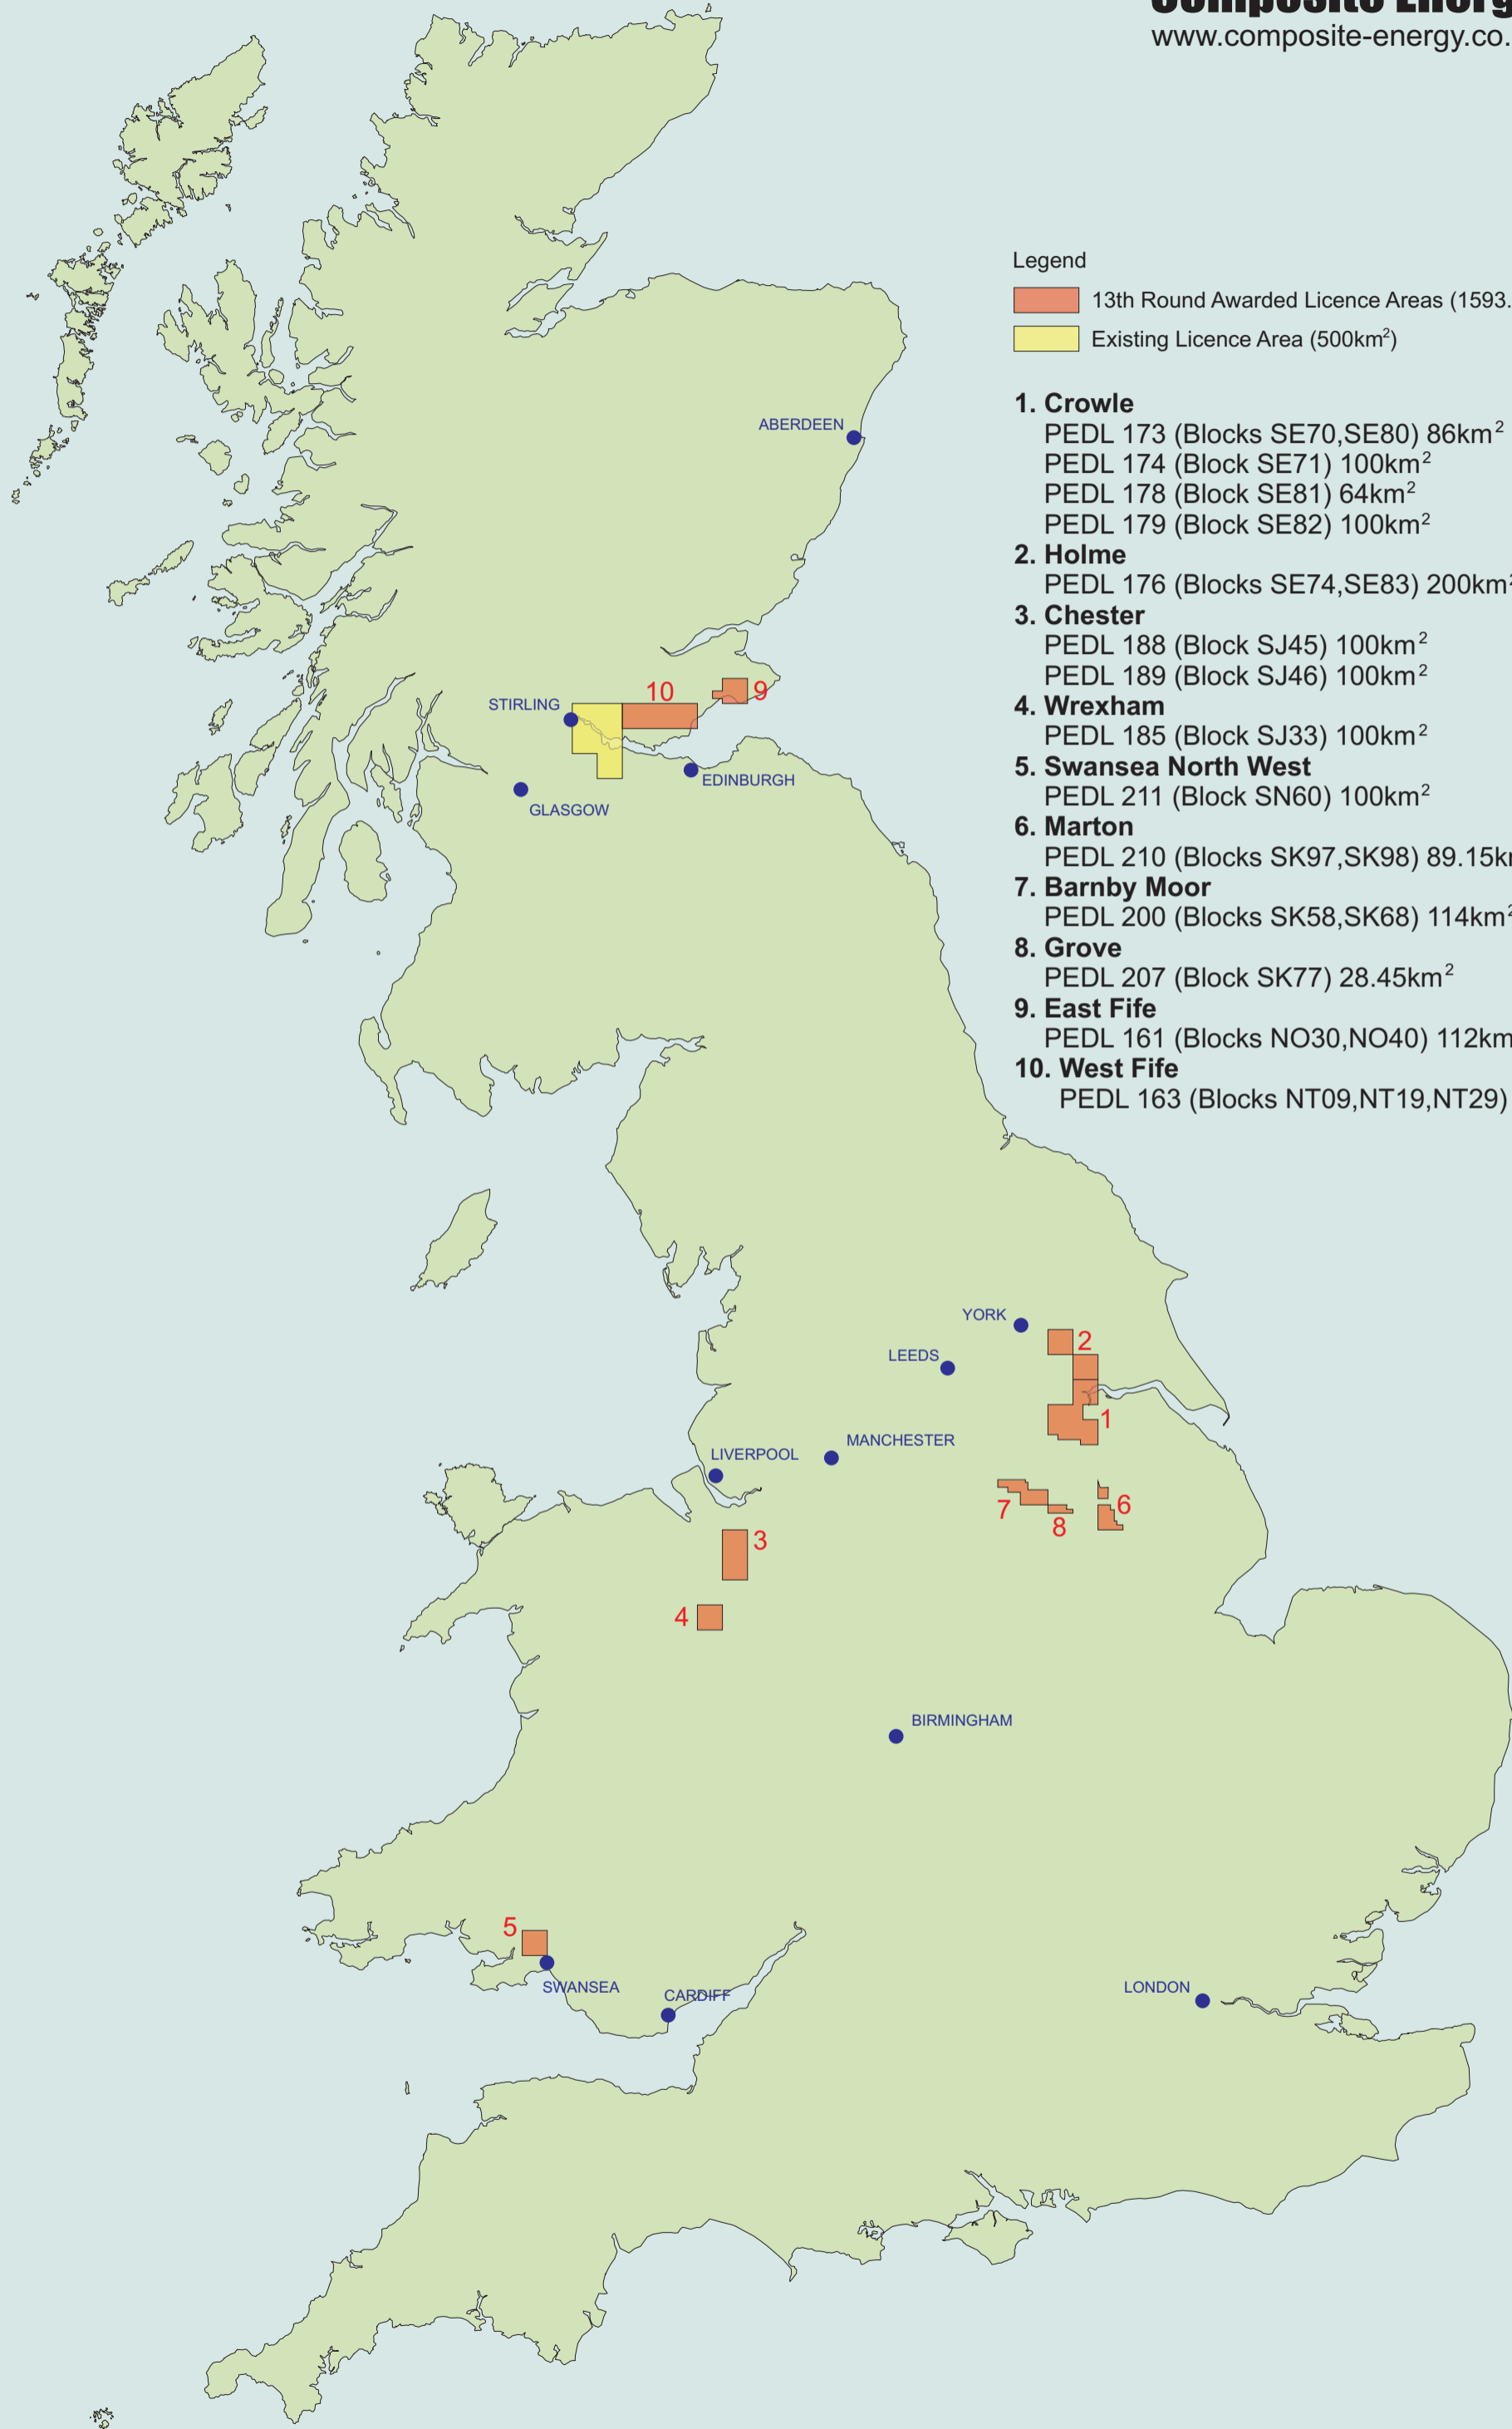 Composite Energ
www.composite-energy.co.
Legend
13th Round Awarded Licence Areas (1593.
Existing Licence Area (500km²)
1. Crowle
PEDL 173 (Blocks SE70,SE80) 86km²
PEDL 174 (Block SE71) 100km²
PEDL 178 (Block SE81) 64km²
PEDL 179 (Block SE82) 100km²
2. Holme
PEDL 176 (Blocks SE74,SE83) 200km²
3. Chester
PEDL 188 (Block SJ45) 100km²
PEDL 189 (Block SJ46) 100km²
4. Wrexham
PEDL 185 (Block SJ33) 100km²
5. Swansea North West
PEDL 211 (Block SN60) 100km²
6. Marton
PEDL 210 (Blocks SK97,SK98) 89.15k
7. Barnby Moor
PEDL 200 (Blocks SK58,SK68) 114km²
8. Grove
PEDL 207 (Block SK77) 28.45km²
9. East Fife
PEDL 161 (Blocks NO30,NO40) 112km
10. West Fife
PEDL 163 (Blocks NT09,NT19,NT29)
ABERDEEN
10
9
STIRLING
EDINBURGH
GLASGOW
YORK
2
LEEDS
1
MANCHESTER
LIVERPOOL
7
6
8
3
4
BIRMINGHAM
5
SWANSEA
CARDIFF
LONDON